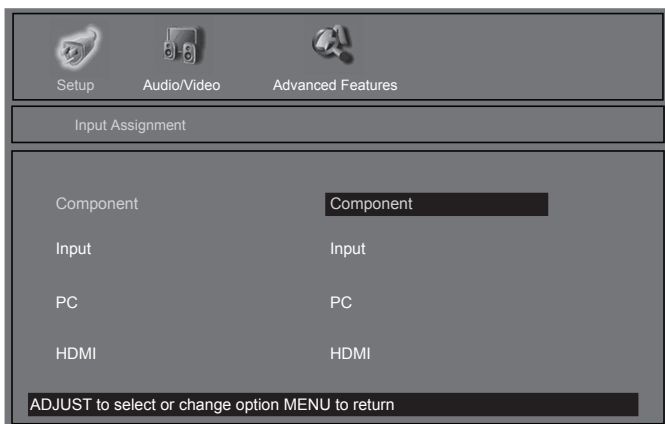 Setup Audio/Video Advanced Features
Input Assignment
Component Component
Input Input
PC PC
HDMI HDMI
ADJUST to select or change option MENU to return